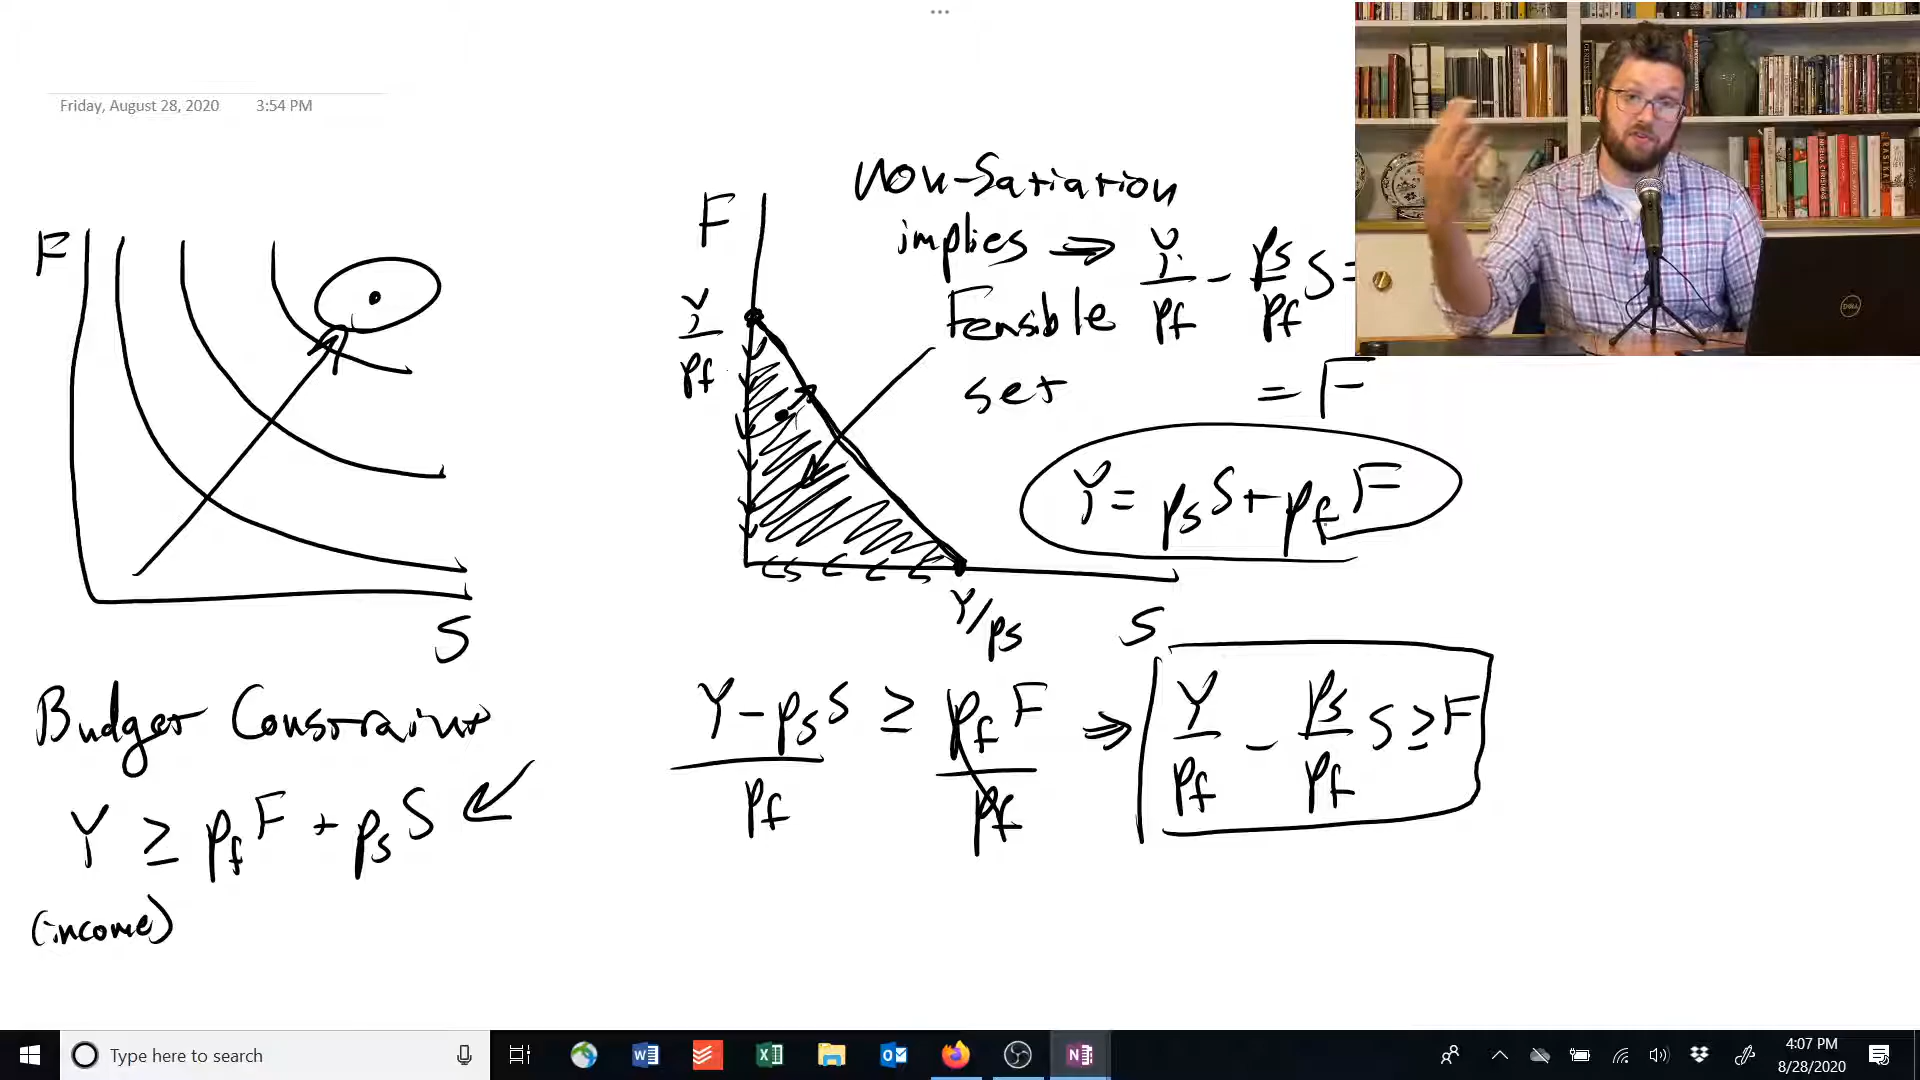 Friday, August 28, 2020 3:54 PM
F
S
Budget Constraint
Y ≥ pfF + psS
(income)
Non-Satiation
implies ⇒ Y/pf - ps/pf S =
= F
Feasible
set
F
Y/pf
Y/ps
S
Y = psS + pfF
Y - psS / pf ≥ pfF / pf ⇒ Y/pf - ps/pf S ≥ F
DELL
Type here to search
4:07 PM
8/28/2020